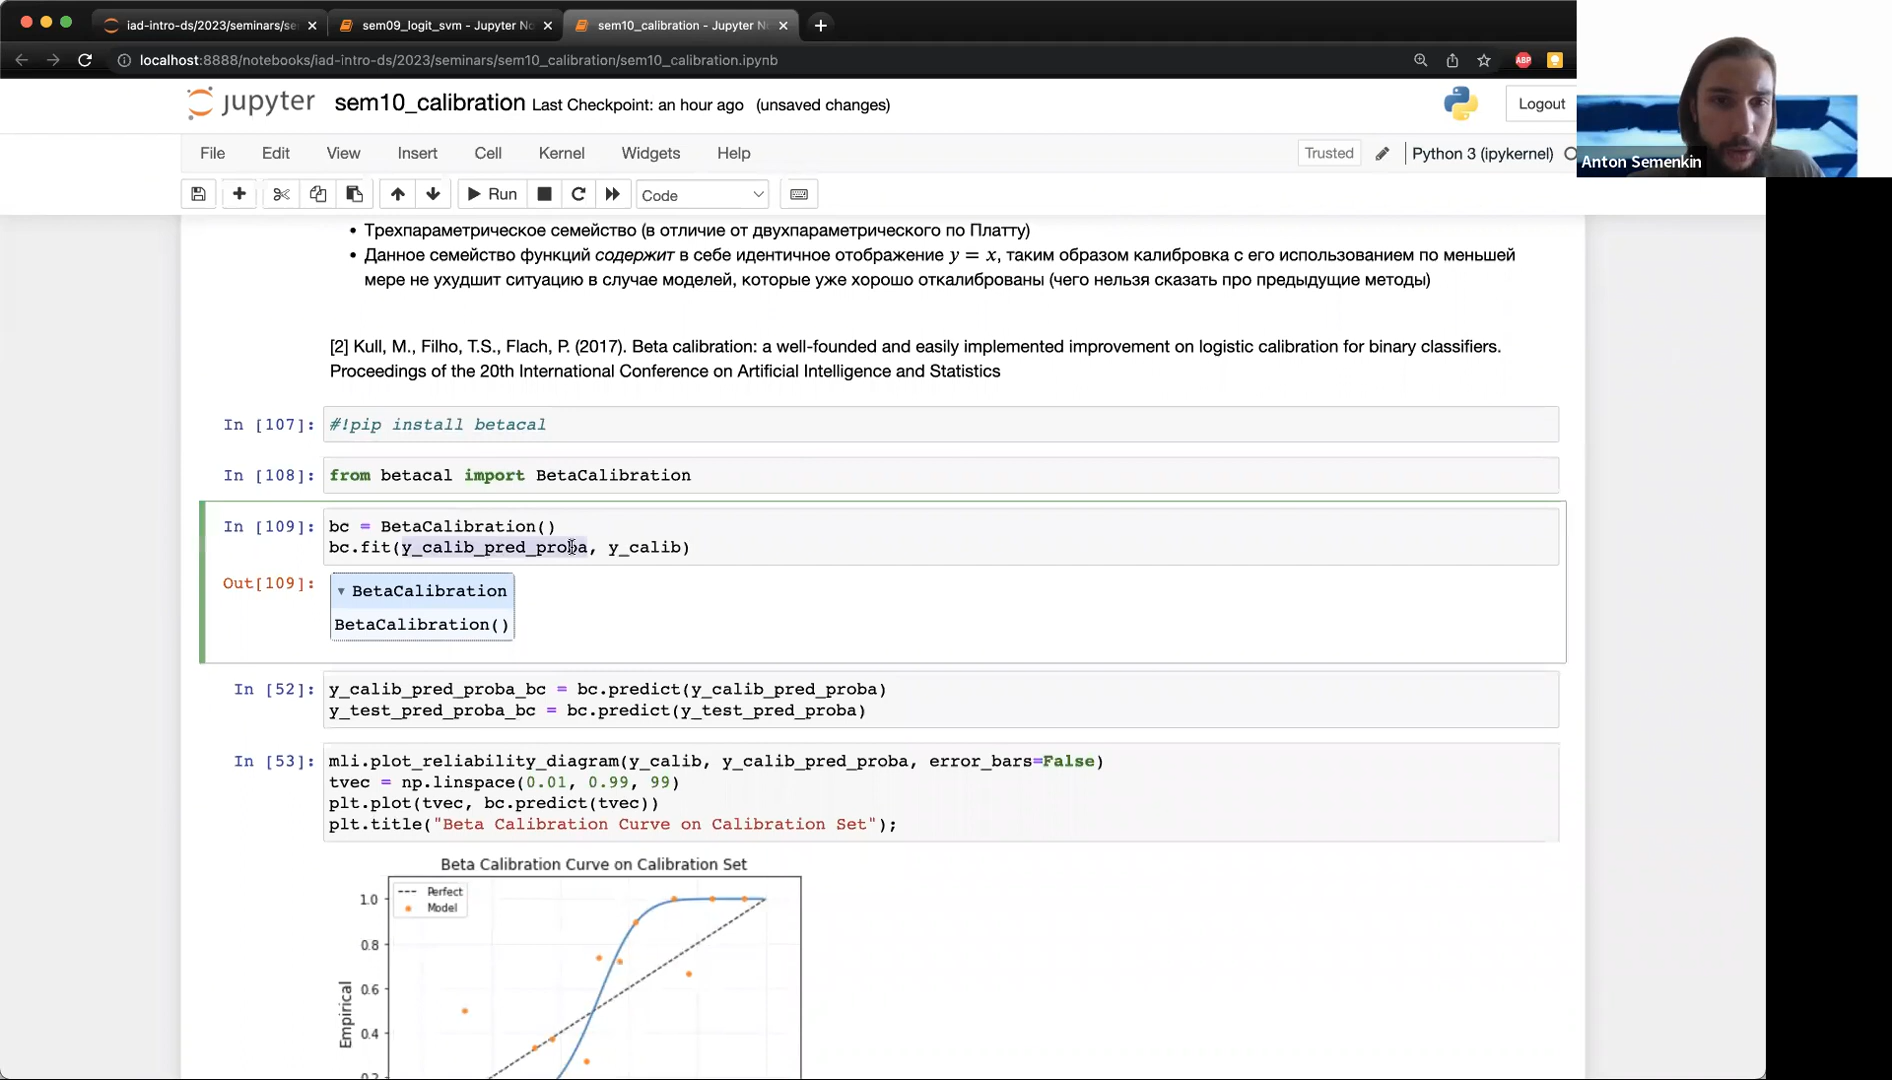 iad-intro-ds/2023/seminars/se
sem09_logit_svm - Jupyter No
sem10_calibration - Jupyter N
localhost:8888/notebooks/iad-intro-ds/2023/seminars/sem10_calibration/sem10_calibration.ipynb
ABP
jupyter sem10_calibration Last Checkpoint: an hour ago (unsaved changes)
Logout
File Edit View Insert Cell Kernel Widgets Help
Trusted
Python 3 (ipykernel)
Anton Semenkin
Run
Code
• Трехпараметрическое семейство (в отличие от двухпараметрического по Платту)
• Данное семейство функций содержит в себе идентичное отображение y = x, таким образом калибровка с его использованием по меньшей
мере не ухудшит ситуацию в случае моделей, которые уже хорошо откалиброваны (чего нельзя сказать про предыдущие методы)
[2] Kull, M., Filho, T.S., Flach, P. (2017). Beta calibration: a well-founded and easily implemented improvement on logistic calibration for binary classifiers.
Proceedings of the 20th International Conference on Artificial Intelligence and Statistics
In [107]: #!pip install betacal
In [108]: from betacal import BetaCalibration
In [109]: bc = BetaCalibration()
bc.fit(y_calib_pred_proba, y_calib)
Out[109]: ▾ BetaCalibration
BetaCalibration()
In [52]: y_calib_pred_proba_bc = bc.predict(y_calib_pred_proba)
y_test_pred_proba_bc = bc.predict(y_test_pred_proba)
In [53]: mli.plot_reliability_diagram(y_calib, y_calib_pred_proba, error_bars=False)
tvec = np.linspace(0.01, 0.99, 99)
plt.plot(tvec, bc.predict(tvec))
plt.title("Beta Calibration Curve on Calibration Set");
Beta Calibration Curve on Calibration Set
Perfect
Model
1.0
0.8
0.6
0.4
0.2
Empirical